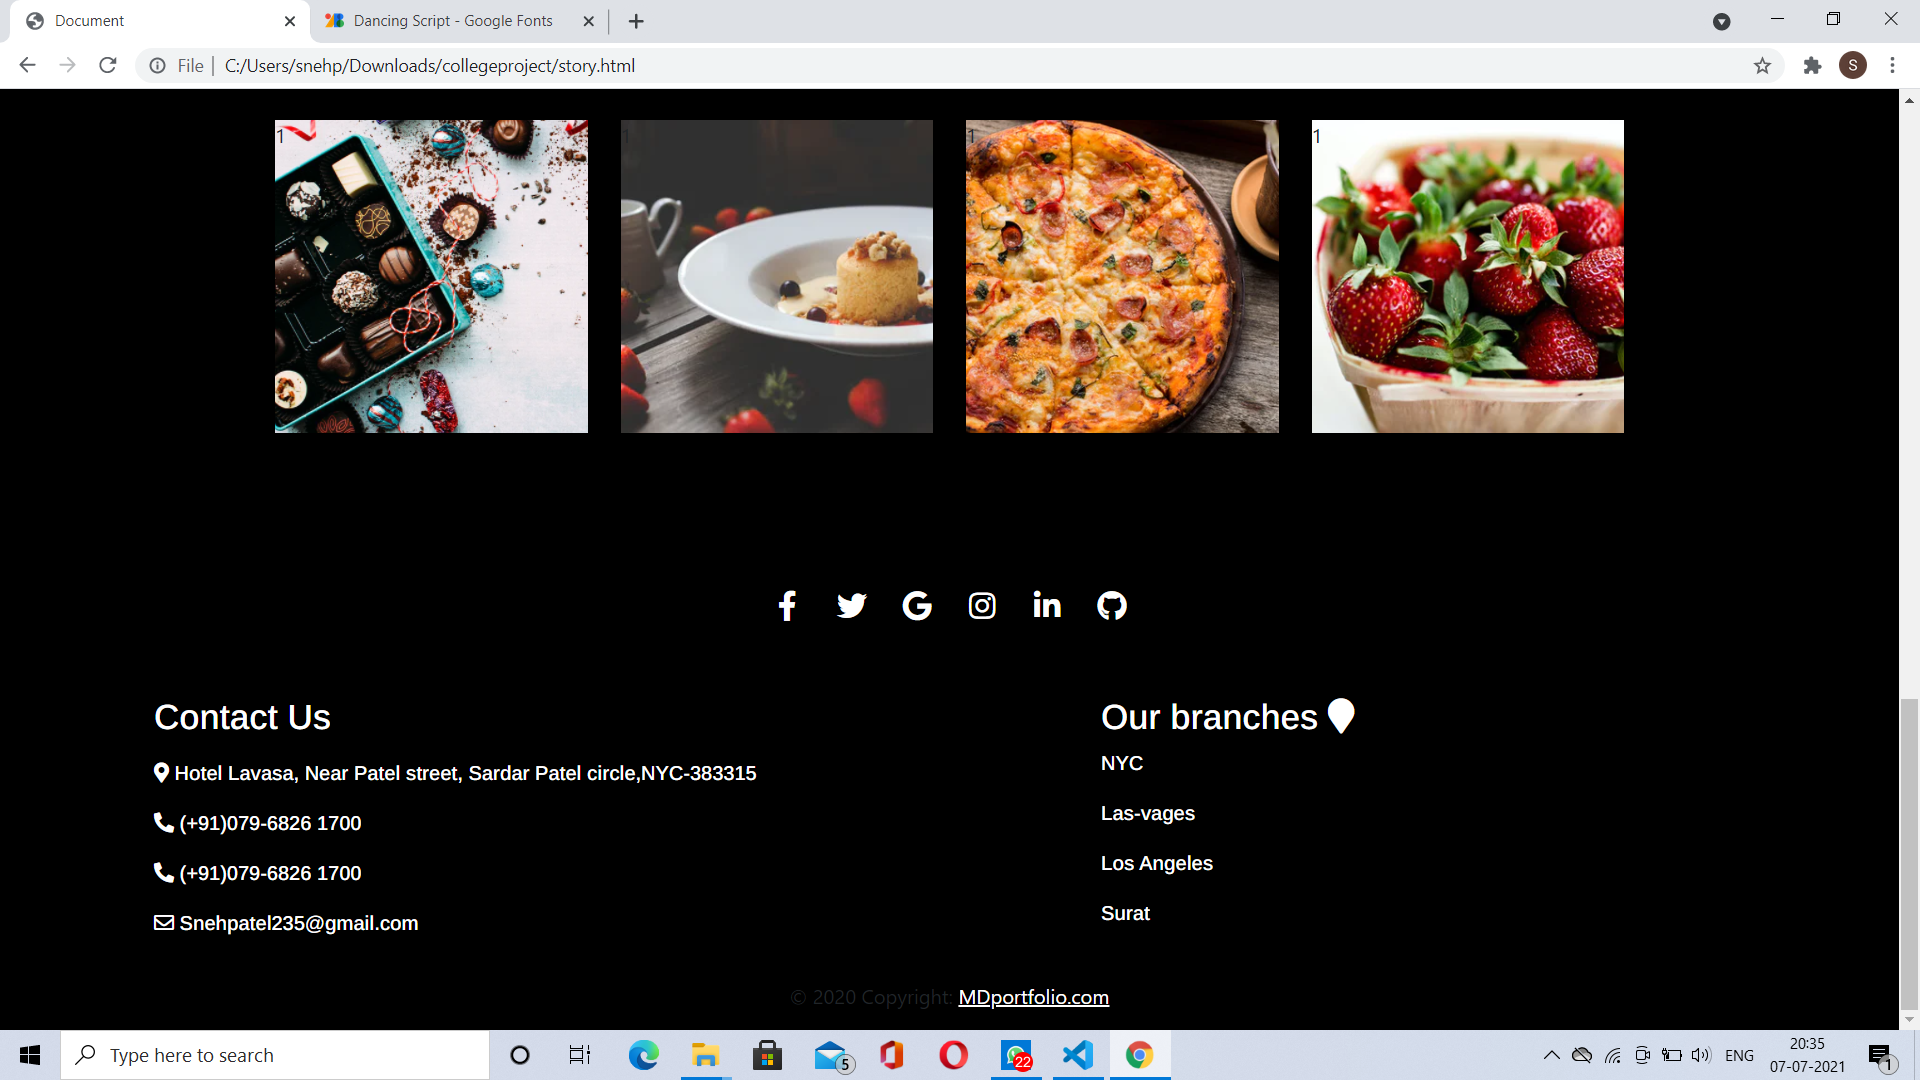 Document
Dancing Script - Google Fonts
File
C:/Users/snehp/Downloads/collegeproject/story.html
S
1
1
1
1
Contact Us
Hotel Lavasa, Near Patel street, Sardar Patel circle,NYC-383315
(+91)079-6826 1700
(+91)079-6826 1700
Snehpatel235@gmail.com
Our branches
NYC
Las-vages
Los Angeles
Surat
© 2020 Copyright: MDportfolio.com
Type here to search
5
22
ENG
20:35
07-07-2021
1